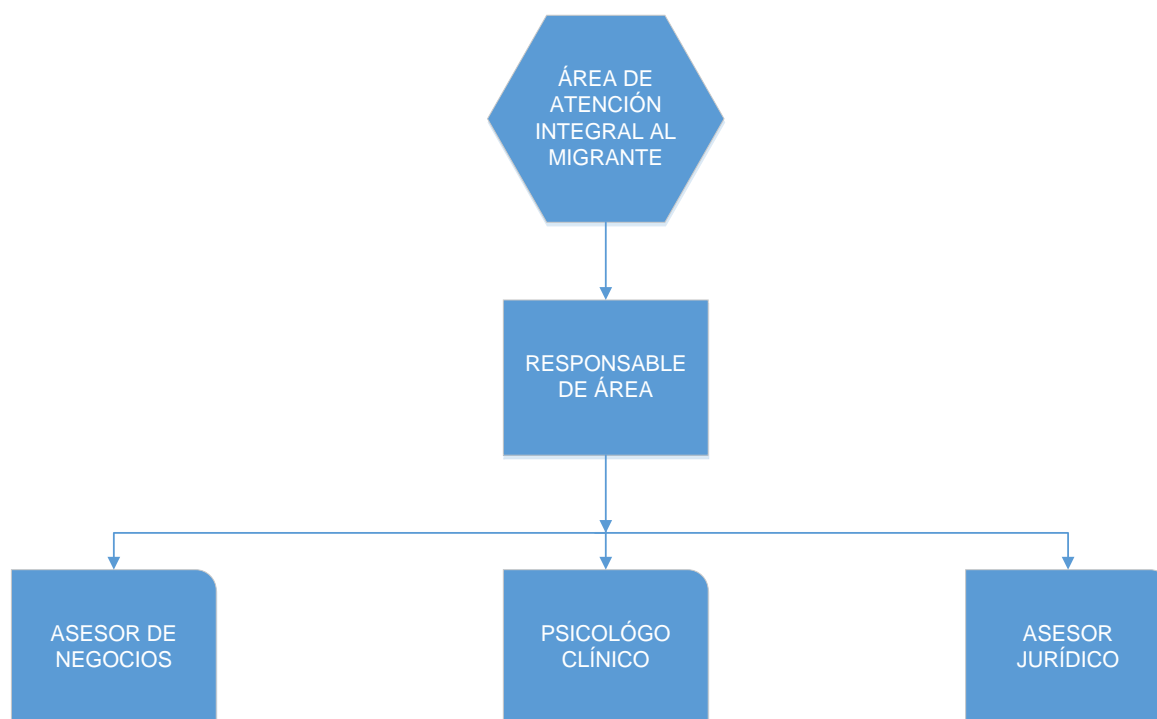 ÁREA DE
ATENCIÓN
INTEGRAL AL
MIGRANTE
RESPONSABLE
DE ÁREA
ASESOR DE
NEGOCIOS
PSICOLÓGO
CLÍNICO
ASESOR
JURÍDICO